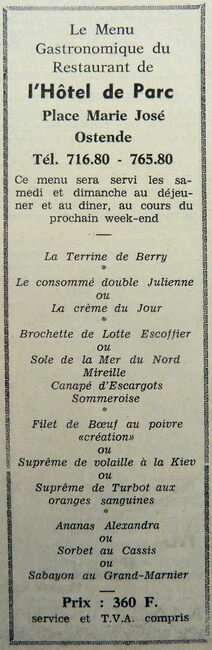 Le Menu
Gastronomique du
Restaurant de
l'Hôtel de Parc
Place Marie José
Ostende
Tél. 716.80 - 765.80
Ce menu sera servi les sa-
medi et dimanche au déjeu-
ner et au diner, au cours du
prochain week-end
—
La Terrine de Berry
*
Le consommé double Julienne
ou
La crème du Jour
*
Brochette de Lotte Escoffier
ou
Sole de la Mer du Nord
Mireille
Canapé d'Escargots
Sommeroise
*
Filet de Bœuf au poivre
«création»
ou
Suprême de volaille à la Kiev
ou
Suprême de Turbot aux
oranges sanguines
*
Ananas Alexandra
ou
Sorbet au Cassis
ou
Sabayon au Grand-Marnier
Prix : 360 F.
service et T.V.A. compris